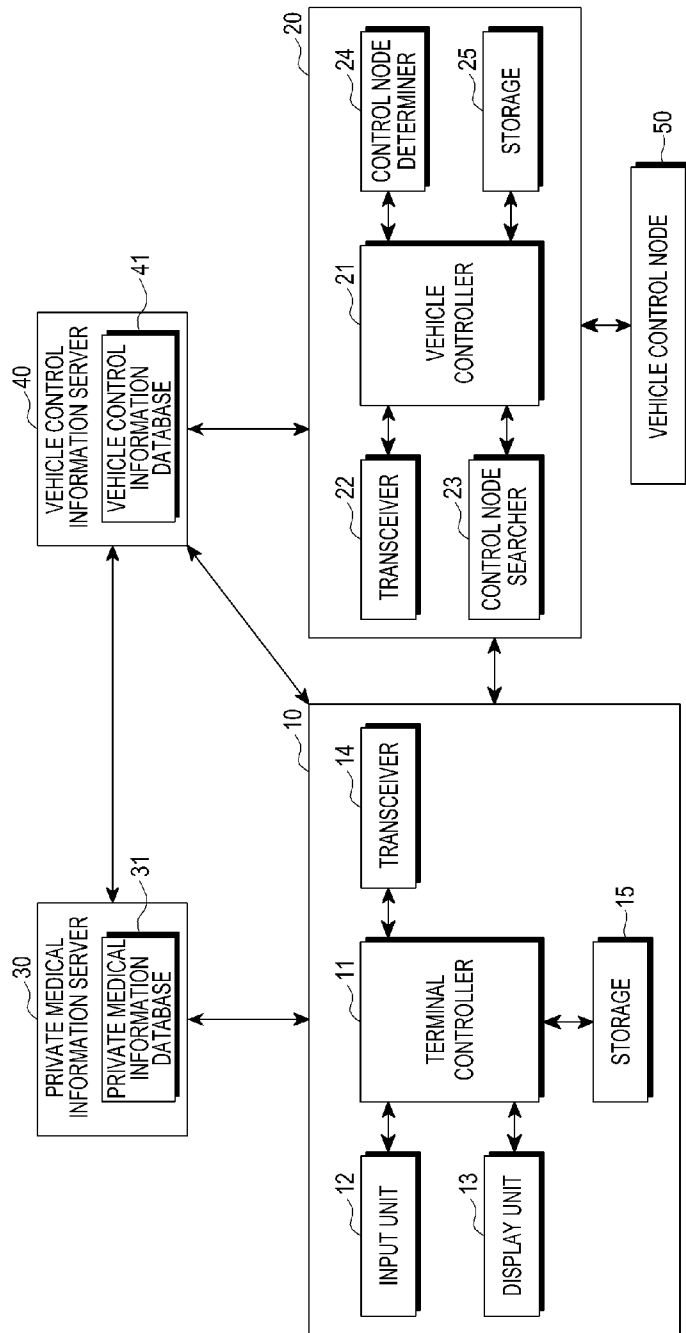 30
PRIVATE MEDICAL
INFORMATION SERVER
PRIVATE MEDICAL
INFORMATION
DATABASE
31
40
VEHICLE CONTROL
INFORMATION SERVER
VEHICLE CONTROL
INFORMATION
DATABASE
41
10
12
INPUT UNIT
13
DISPLAY UNIT
11
TERMINAL
CONTROLLER
14
TRANSCEIVER
15
STORAGE
20
22
TRANSCEIVER
23
CONTROL NODE
SEARCHER
21
VEHICLE
CONTROLLER
24
CONTROL NODE
DETERMINER
25
STORAGE
50
VEHICLE CONTROL NODE